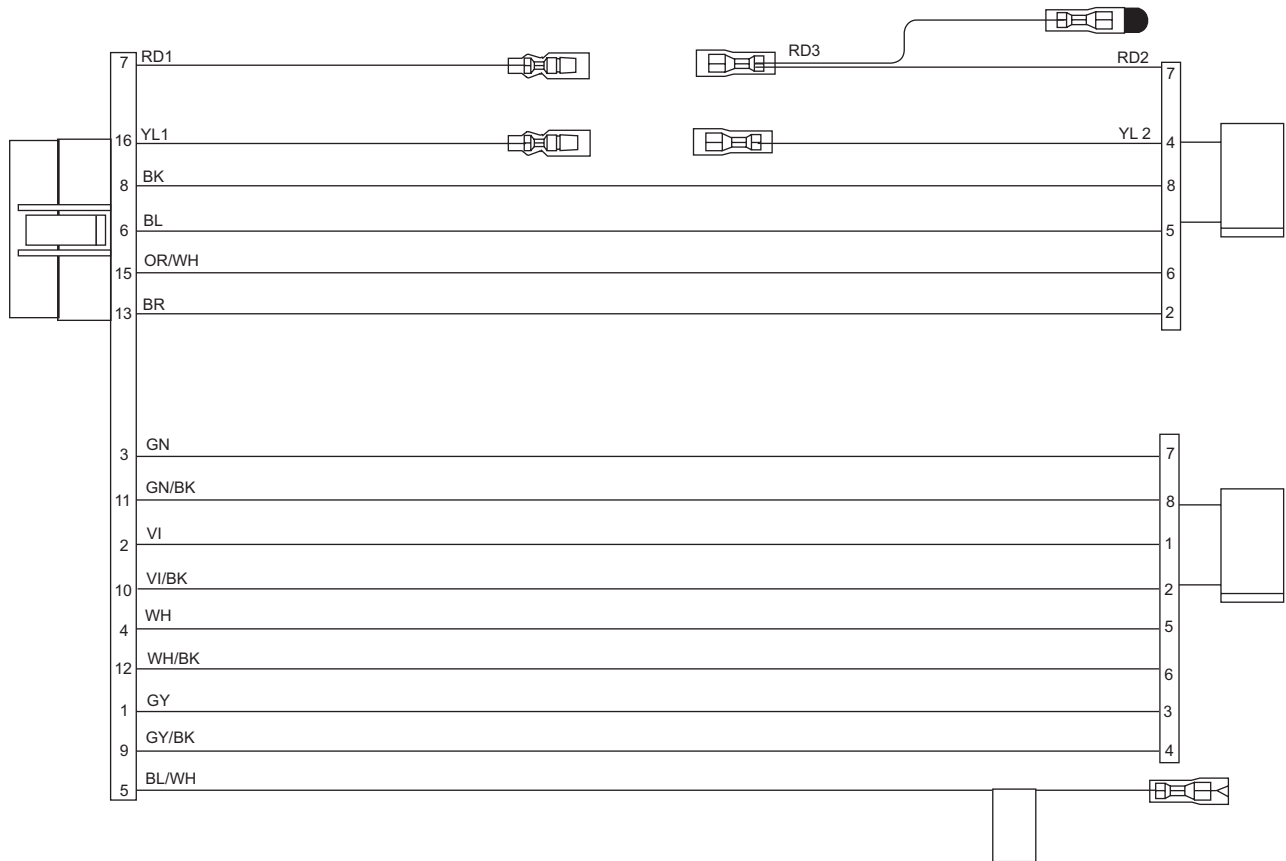 RD3
7 RD1 RD2 7
16 YL1 YL 2 4
8 BK 8
6 BL 5
15 OR/WH 6
13 BR 2
3 GN 7
11 GN/BK 8
2 VI 1
10 VI/BK 2
4 WH 5
12 WH/BK 6
1 GY 3
9 GY/BK 4
5 BL/WH